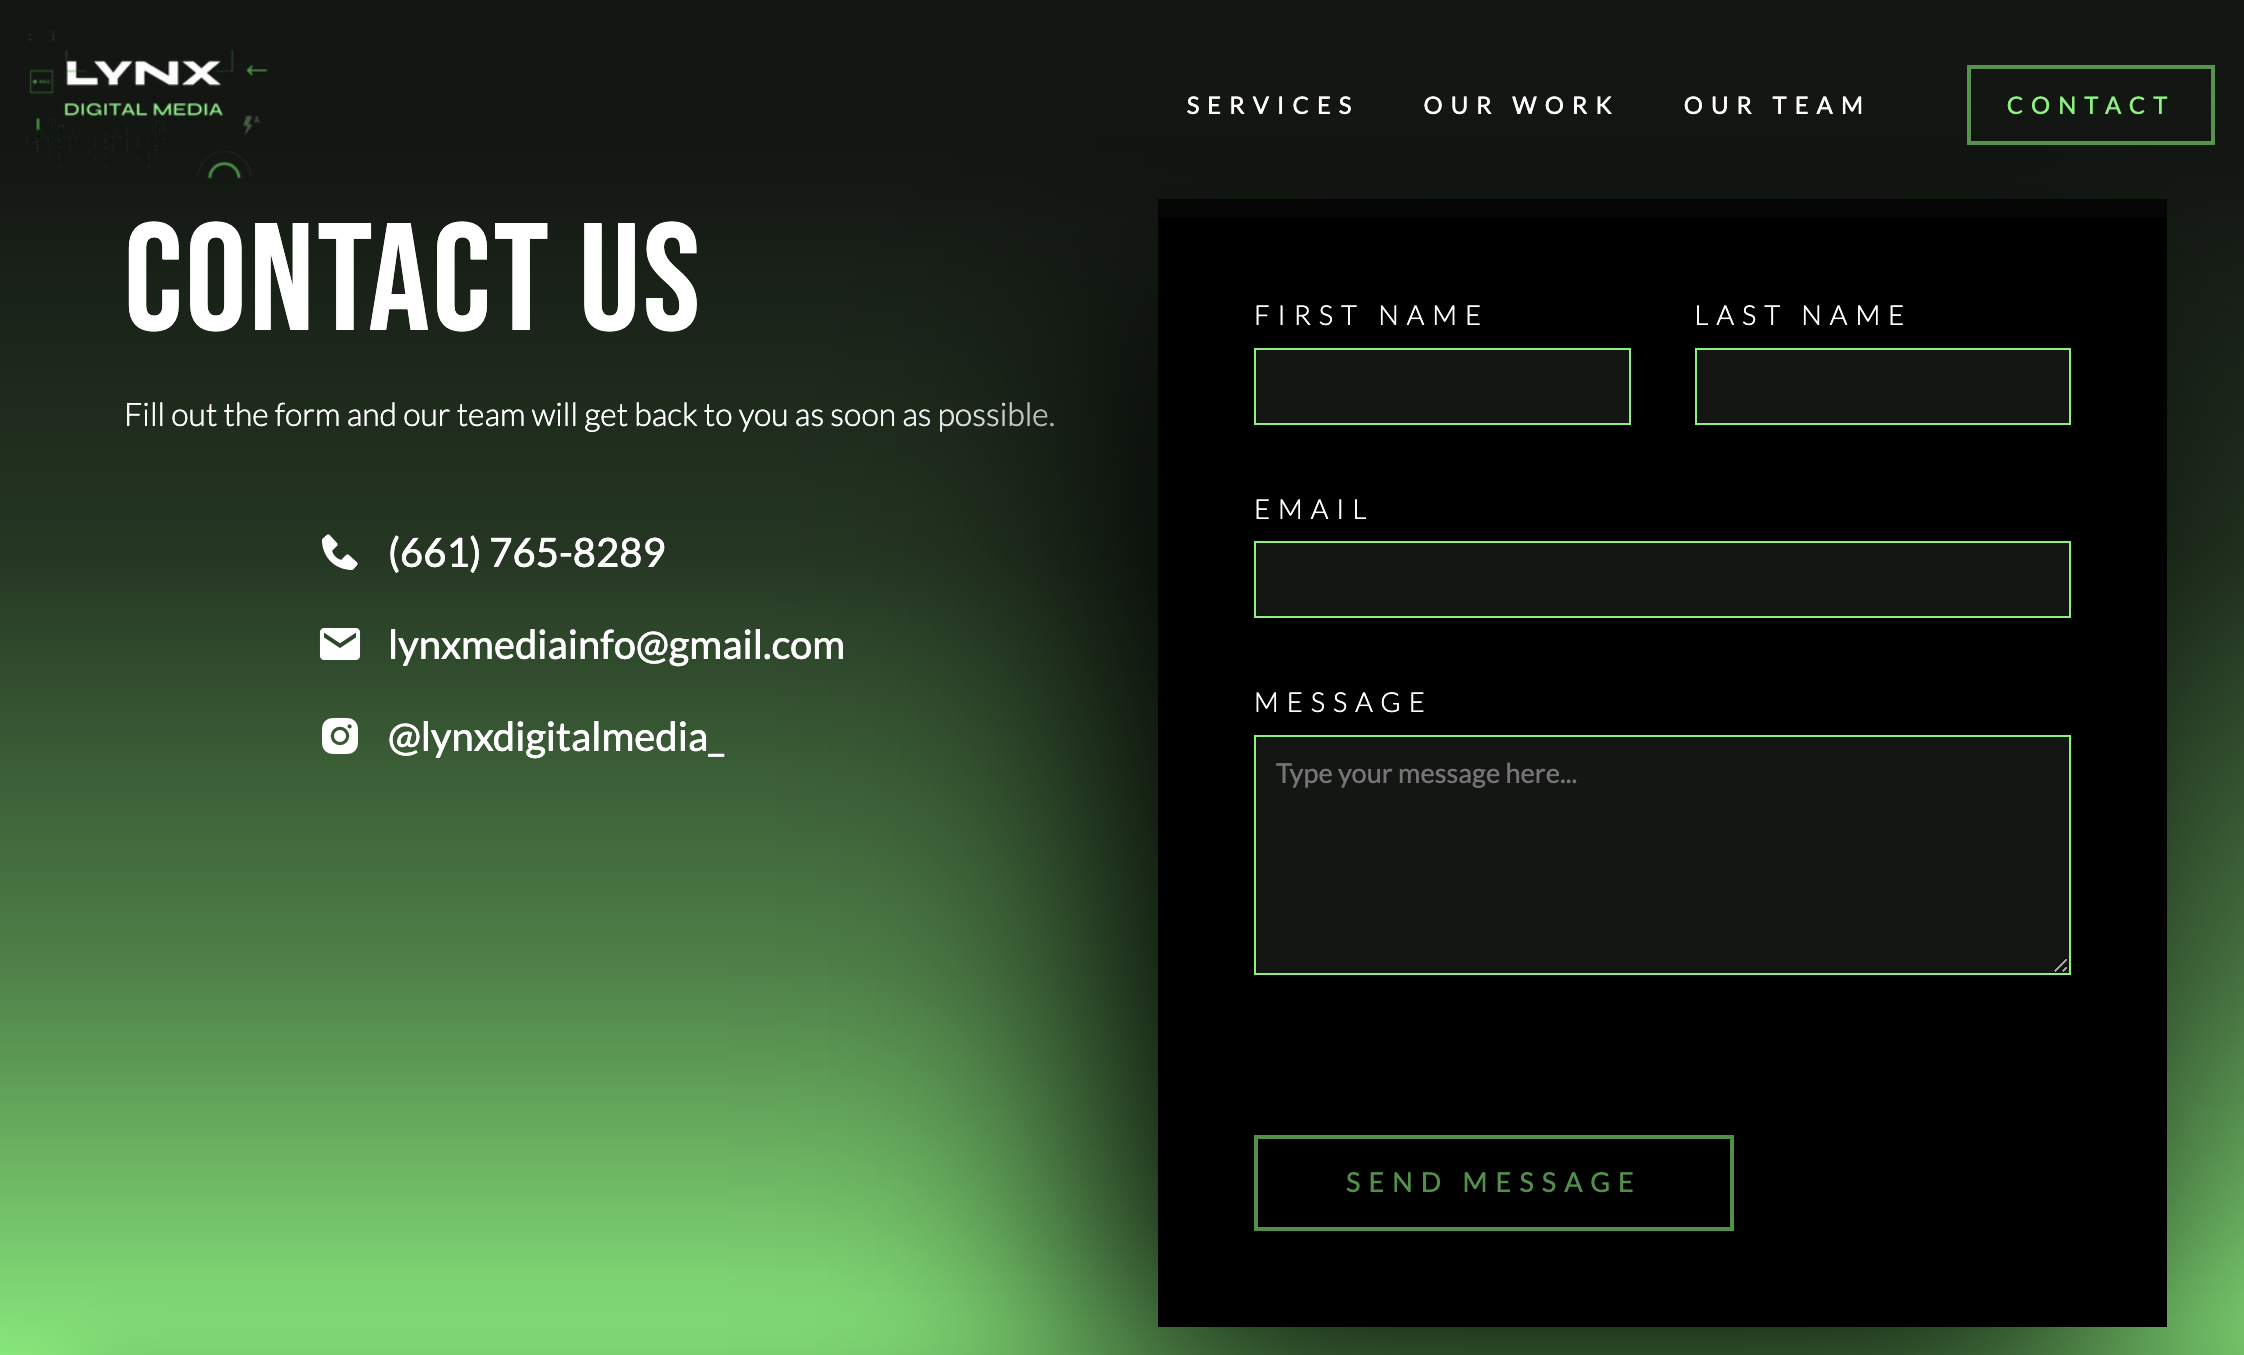 LYNX
DIGITAL MEDIA
SERVICES
OUR WORK
OUR TEAM
CONTACT
CONTACT US
Fill out the form and our team will get back to you as soon as possible.
(661) 765-8289
lynxmediainfo@gmail.com
@lynxdigitalmedia_
FIRST NAME
LAST NAME
EMAIL
MESSAGE
Type your message here...
SEND MESSAGE